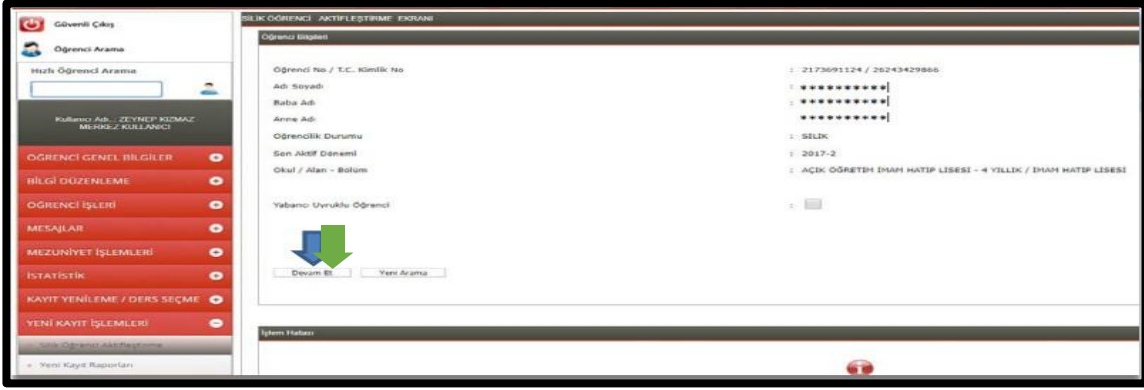 Güvenli Çıkış
Öğrenci Arama
Hızlı Öğrenci Arama
Kullanıcı Adı... ZEYNEP KIZMAZ
MERKEZ KULLANICI
ÖĞRENCİ GENEL BİLGİLER
BİLGİ DÜZENLEME
ÖĞRENCİ İŞLERİ
MESAJLAR
MEZUNİYET İŞLEMLERİ
İSTATİSTİK
KAYIT YENİLEME / DERS SEÇME
YENİ KAYIT İŞLEMLERİ
Silik Öğrenci Aktifleştirme
Yeni Kayıt Raporları
SİLİK ÖĞRENCİ AKTİFLEŞTİRME EKRANI
Öğrenci Bilgileri
Öğrenci No / T.C. Kimlik No : 2173691124 / 26243429866
Adı Soyadı : **********
Baba Adı : **********
Anne Adı **********
Öğrencilik Durumu : SİLİK
Son Aktif Dönemi : 2017-2
Okul / Alan - Bölüm : AÇIK ÖĞRETİM İMAM HATİP LİSESİ - 4 YILLIK / İMAM HATİP LİSESİ
Yabancı Uyruklu Öğrenci :
Devam Et Yeni Arama
İşlem Hatası